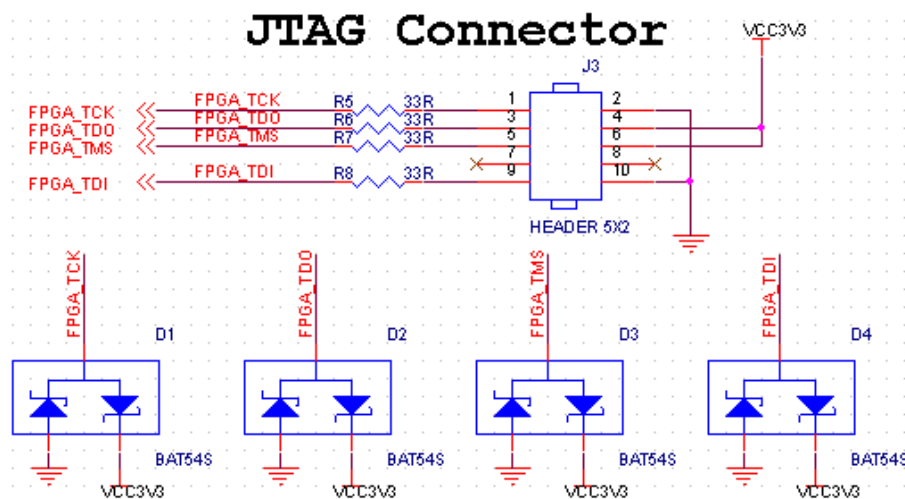 JTAG Connector
VCC3V3
J3
FPGA_TCK FPGA_TCK R5 33R 1 2
FPGA_TDO FPGA_TDO R6 33R 3 4
FPGA_TMS FPGA_TMS R7 33R 5 6
7 8
FPGA_TDI FPGA_TDI R8 33R 9 10
HEADER 5X2
FPGA_TCK FPGA_TDO FPGA_TMS FPGA_TDI
D1 D2 D3 D4
BAT54S BAT54S BAT54S BAT54S
VCC3V3 VCC3V3 VCC3V3 VCC3V3